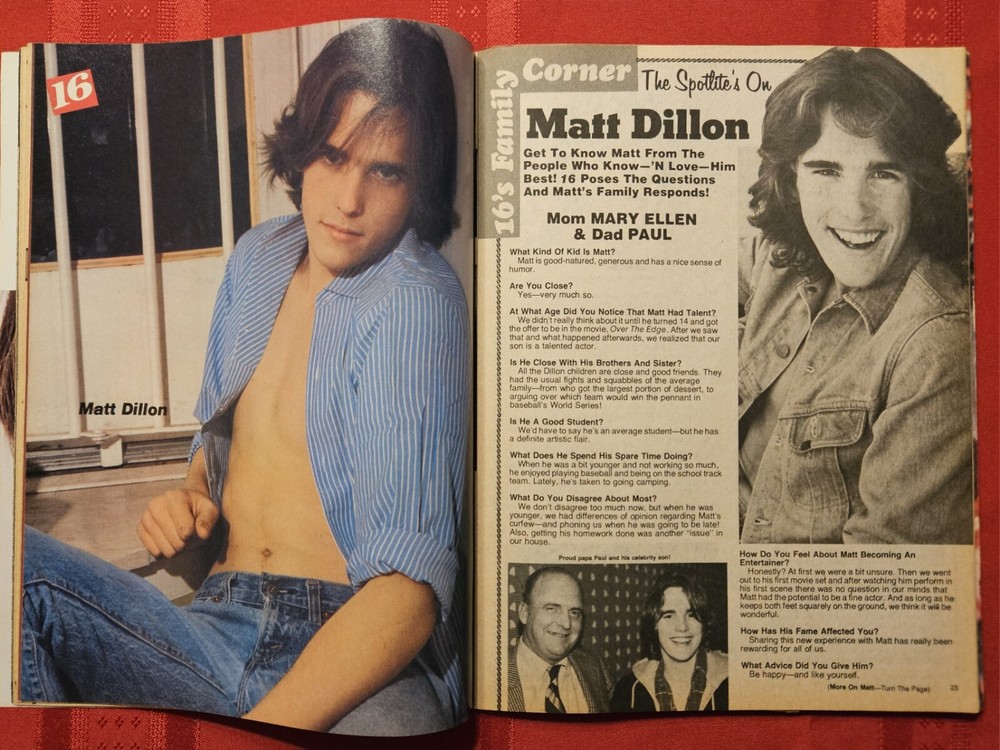 16
Matt Dillon
16's Family
Corner
The Spotlite's On
Matt Dillon
Get To Know Matt From The
People Who Know—'N Love—Him
Best! 16 Poses The Questions
And Matt's Family Responds!
Mom MARY ELLEN
& Dad PAUL
What Kind Of Kid Is Matt?
Matt is good-natured, generous and has a nice sense of
humor.
Are You Close?
Yes—very much so.
At What Age Did You Notice That Matt Had Talent?
We didn't really think about it until he turned 14 and got
the offer to be in the movie, Over The Edge. After we saw
that and what happened afterwards, we realized that our
son is a talented actor.
Is He Close With His Brothers And Sister?
All the Dillon children are close and good friends. They
had the usual fights and squabbles of the average
family—from who got the largest portion of dessert, to
arguing over which team would win the pennant in
baseball's World Series!
Is He A Good Student?
We'd have to say he's an average student—but he has
a definite artistic flair.
What Does He Spend His Spare Time Doing?
When he was a bit younger and not working so much,
he enjoyed playing baseball and being on the school track
team. Lately, he's taken to going camping.
What Do You Disagree About Most?
We don't disagree too much now, but when he was
younger, we had differences of opinion regarding Matt's
curfew—and phoning us when he was going to be late!
Also, getting his homework done was another "issue" in
our house.
Proud papa Paul and his celebrity son!
How Do You Feel About Matt Becoming An
Entertainer?
Honestly? At first we were a bit unsure. Then we went
out to his first movie set and after watching him perform in
his first scene there was no question in our minds that
Matt had the potential to be a fine actor. And as long as he
keeps both feet squarely on the ground, we think it will be
wonderful.
How Has His Fame Affected You?
Sharing this new experience with Matt has really been
rewarding for all of us.
What Advice Did You Give Him?
Be happy—and like yourself.
(More On Matt—Turn The Page)
25